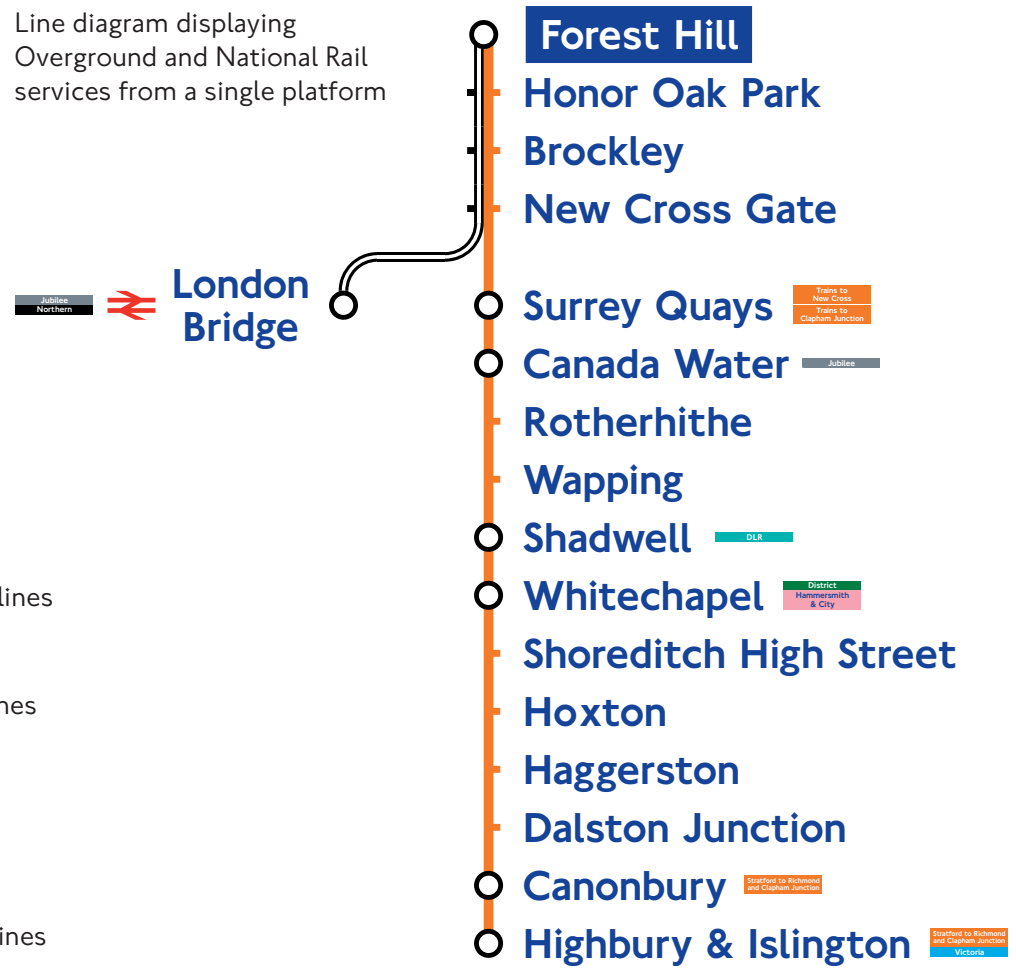 Line diagram displaying
Overground and National Rail
services from a single platform
Forest Hill
Honor Oak Park
Brockley
New Cross Gate
Jubilee
Northern
London
Bridge
Surrey Quays
Trains to
New Cross
Trains to
Clapham Junction
Canada Water
Jubilee
Rotherhithe
Wapping
Shadwell
DLR
lines
Whitechapel
District
Hammersmith
& City
Shoreditch High Street
nes
Hoxton
Haggerston
Dalston Junction
Canonbury
Stratford to Richmond
and Clapham Junction
ines
Highbury & Islington
Stratford to Richmond
and Clapham Junction
Victoria